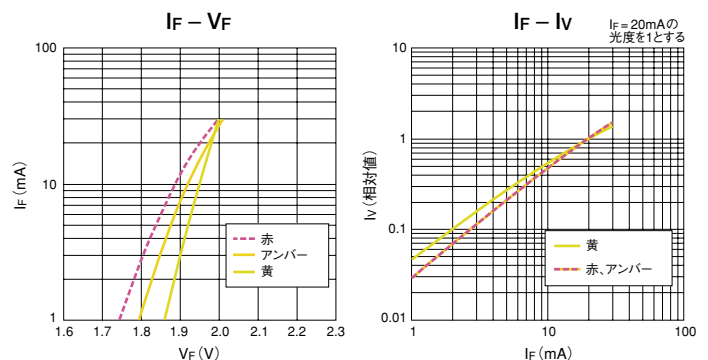 IF – VF
100
10
1
IF (mA)
1.6 1.7 1.8 1.9 2.0 2.1 2.2 2.3
VF (V)
赤
アンバー
黄
IF – IV
IF=20mAの
光度を1とする
10
1
0.1
0.01
IV (相対値)
1 10 100
IF (mA)
黄
赤、アンバー